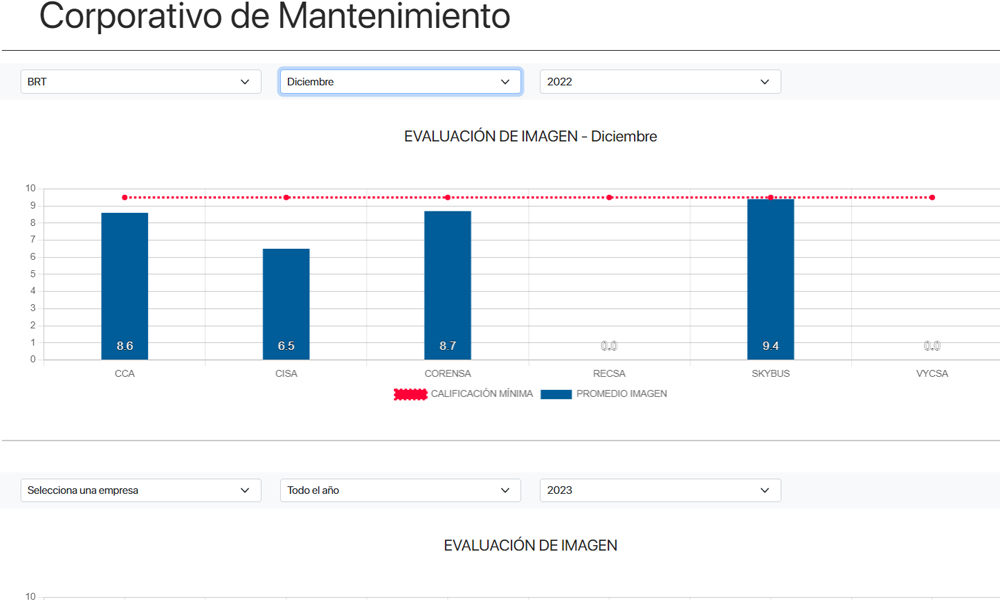 Corporativo de Mantenimiento
BRT Diciembre 2022
EVALUACIÓN DE IMAGEN - Diciembre
10
9
8
7
6
5
4
3
2
1
0
8.6 6.5 8.7 0.0 9.4 0.0
CCA CISA CORENSA RECSA SKYBUS VYCSA
CALIFICACIÓN MÍNIMA PROMEDIO IMAGEN
Selecciona una empresa Todo el año 2023
EVALUACIÓN DE IMAGEN
10